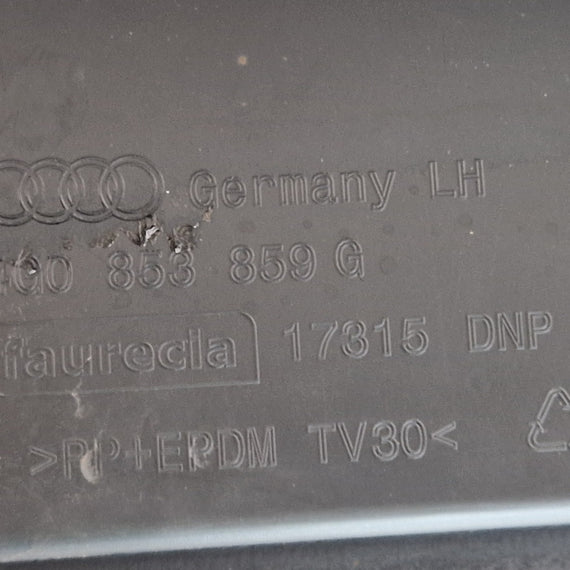 Germany LH
4G0 853 859 G
faurecia 17315 DNP
>PP+EPDM TV30<